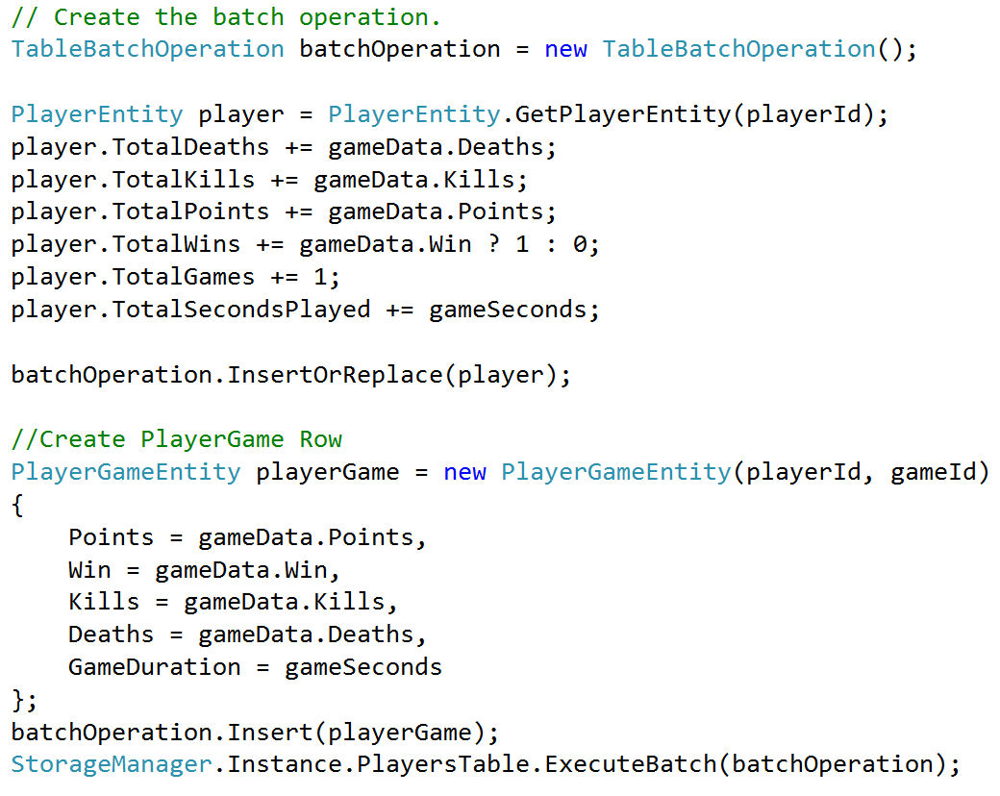 // Create the batch operation.
TableBatchOperation batchOperation = new TableBatchOperation();

PlayerEntity player = PlayerEntity.GetPlayerEntity(playerId);
player.TotalDeaths += gameData.Deaths;
player.TotalKills += gameData.Kills;
player.TotalPoints += gameData.Points;
player.TotalWins += gameData.Win ? 1 : 0;
player.TotalGames += 1;
player.TotalSecondsPlayed += gameSeconds;

batchOperation.InsertOrReplace(player);

//Create PlayerGame Row
PlayerGameEntity playerGame = new PlayerGameEntity(playerId, gameId)
{
    Points = gameData.Points,
    Win = gameData.Win,
    Kills = gameData.Kills,
    Deaths = gameData.Deaths,
    GameDuration = gameSeconds
};
batchOperation.Insert(playerGame);
StorageManager.Instance.PlayersTable.ExecuteBatch(batchOperation);